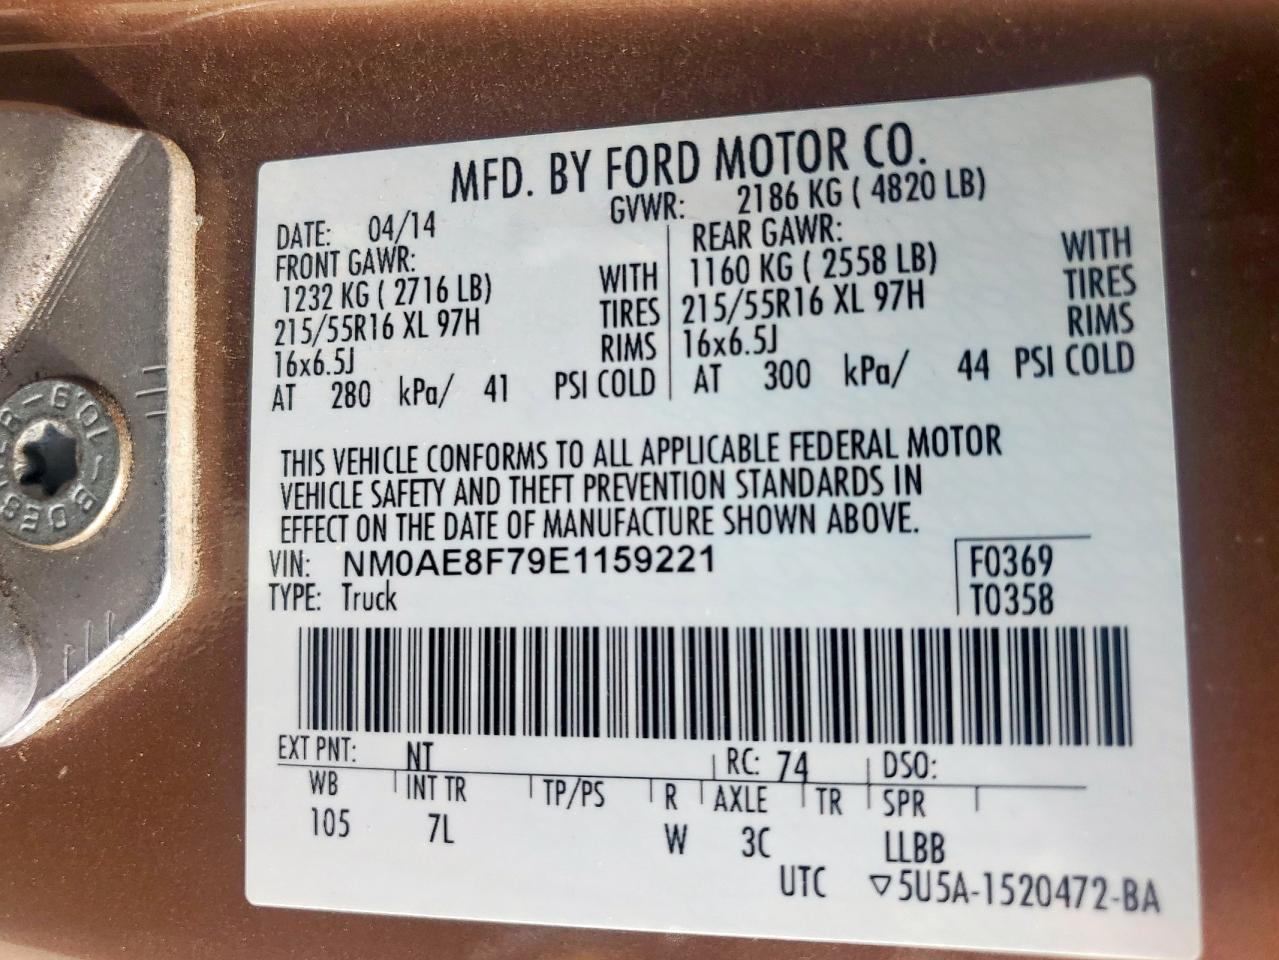 MFD. BY FORD MOTOR CO.
DATE: 04/14 GVWR: 2186 KG ( 4820 LB)
FRONT GAWR: REAR GAWR:
1232 KG ( 2716 LB) WITH 1160 KG ( 2558 LB) WITH
215/55R16 XL 97H TIRES 215/55R16 XL 97H TIRES
16x6.5J RIMS 16x6.5J RIMS
AT 280 kPa/ 41 PSI COLD AT 300 kPa/ 44 PSI COLD
THIS VEHICLE CONFORMS TO ALL APPLICABLE FEDERAL MOTOR
VEHICLE SAFETY AND THEFT PREVENTION STANDARDS IN
EFFECT ON THE DATE OF MANUFACTURE SHOWN ABOVE.
VIN: NM0AE8F79E1159221 F0369
TYPE: Truck T0358
EXT PNT: NT RC: 74 DSO:
WB INT TR TP/PS R AXLE TR SPR
105 7L W 3C LLBB
UTC ▽5U5A-1520472-BA
10.9